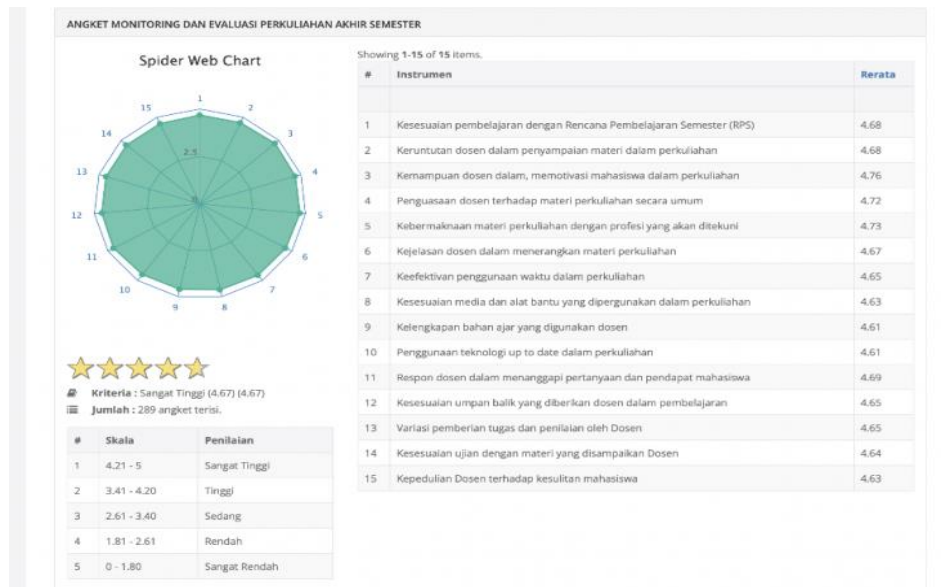 ANGKET MONITORING DAN EVALUASI PERKULIAHAN AKHIR SEMESTER
Spider Web Chart
1
2
3
4
5
6
7
8
9
10
11
12
13
14
15
2.5
Kriteria : Sangat Tinggi (4.67) (4.67)
Jumlah : 289 angket terisi.
# Skala Penilaian
1 4.21 - 5 Sangat Tinggi
2 3.41 - 4.20 Tinggi
3 2.61 - 3.40 Sedang
4 1.81 - 2.61 Rendah
5 0 - 1.80 Sangat Rendah
Showing 1-15 of 15 items.
# Instrumen Rerata
1 Kesesuaian pembelajaran dengan Rencana Pembelajaran Semester (RPS) 4.68
2 Keruntutan dosen dalam penyampaian materi dalam perkuliahan 4.68
3 Kemampuan dosen dalam, memotivasi mahasiswa dalam perkuliahan 4.76
4 Penguasaan dosen terhadap materi perkuliahan secara umum 4.72
5 Kebermaknaan materi perkuliahan dengan profesi yang akan ditekuni 4.73
6 Kejelasan dosen dalam menerangkan materi perkuliahan 4.67
7 Keefektivan penggunaan waktu dalam perkuliahan 4.65
8 Kesesuaian media dan alat bantu yang dipergunakan dalam perkuliahan 4.63
9 Kelengkapan bahan ajar yang digunakan dosen 4.61
10 Penggunaan teknologi up to date dalam perkuliahan 4.61
11 Respon dosen dalam menanggapi pertanyaan dan pendapat mahasiswa 4.69
12 Kesesuaian umpan balik yang diberikan dosen dalam pembelajaran 4.65
13 Variasi pemberian tugas dan penilaian oleh Dosen 4.65
14 Kesesuaian ujian dengan materi yang disampaikan Dosen 4.64
15 Kepedulian Dosen terhadap kesulitan mahasiswa 4.63